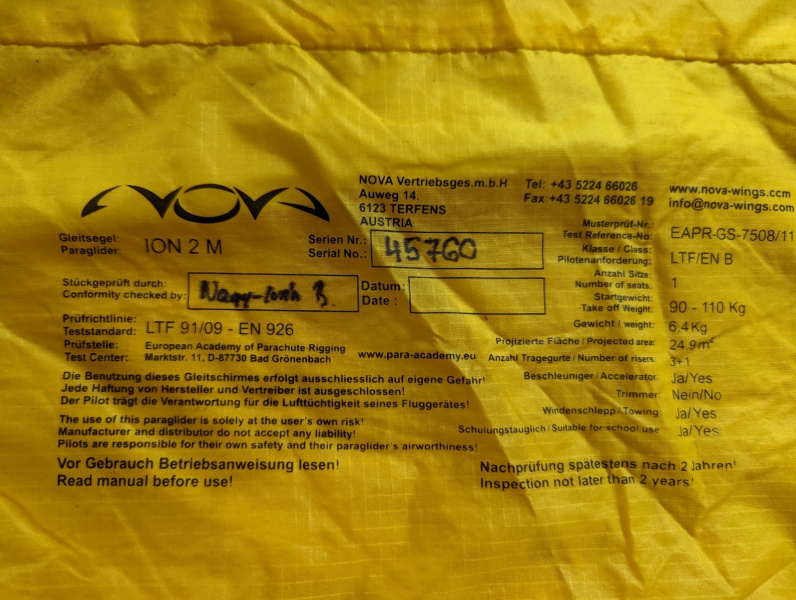 NOVA
NOVA Vertriebsges.m.b.H
Auweg 14.
6123 TERFENS
AUSTRIA
Tel: +43 5224 66026
Fax:+43 5224 66026 19
www.nova-wings.com
info@nova-wings.com
Gleitsegel:
Paraglider: ION 2 M
Serien Nr.:
Serial No.: 45760
Stückgeprüft durch:
Conformity checked by:
Datum:
Date :
Prüfrichtlinie:
Teststandard: LTF 91/09 - EN 926
Prüfstelle: European Academy of Parachute Rigging
Test Center: Marktstr. 11, D-87730 Bad Grönenbach
www.para-academy.eu
Musterprüf-Nr.:
Test Reference-No: EAPR-GS-7508/11
Klasse / Class:
Pilotenanforderung: LTF/EN B
Anzahl Sitze:
Number of seats: 1
Startgewicht:
Take off Weight: 90 - 110 Kg
Gewicht / weight: 6,4 Kg
Projizierte Fläche / Projected area: 24,9 m²
Anzahl Tragegurte / Number of risers: 3+1
Beschleuniger / Accelerator: Ja/Yes
Trimmer: Nein/No
Windenschlepp / Towing: Ja/Yes
Schulungstauglich / Suitable for school use: Ja/Yes
Die Benutzung dieses Gleitschirmes erfolgt ausschliesslich auf eigene Gefahr!
Jede Haftung von Hersteller und Vertreiber ist ausgeschlossen!
Der Pilot trägt die Verantwortung für die Lufttüchtigkeit seines Fluggerätes!
The use of this paraglider is solely at the user's own risk!
Manufacturer and distributor do not accept any liability!
Pilots are responsible for their own safety and their paraglider's airworthiness!
Vor Gebrauch Betriebsanweisung lesen!
Read manual before use!
Nachprüfung spätestens nach 2 Jahren!
Inspection not later than 2 years!